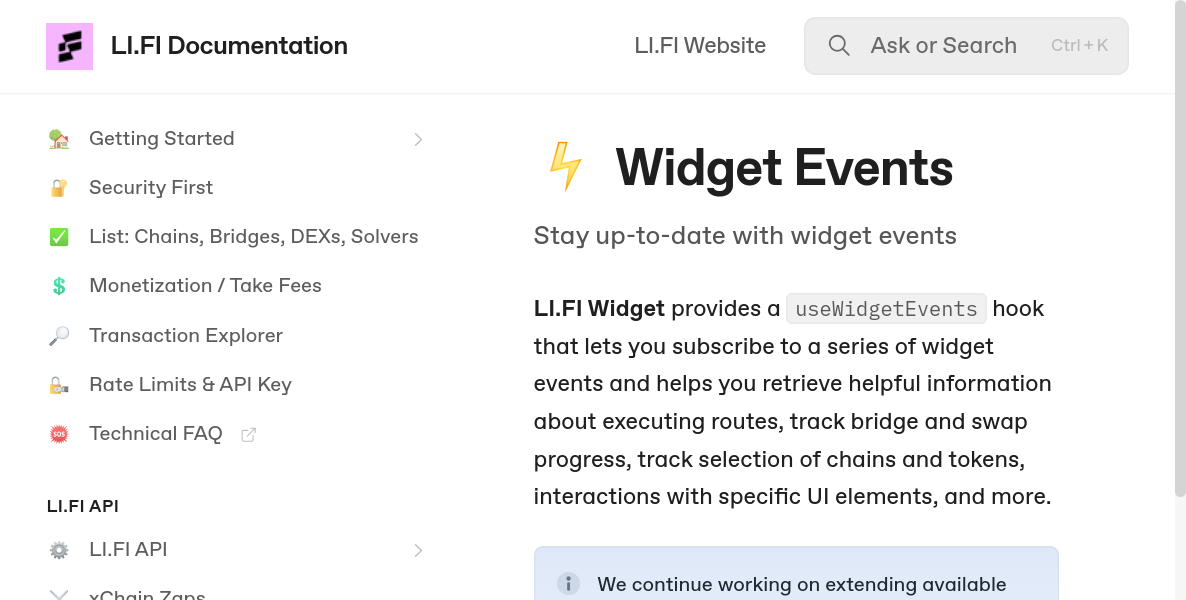 LI.FI Documentation
LI.FI Website
Ask or Search
Ctrl + K
Getting Started
Security First
List: Chains, Bridges, DEXs, Solvers
Monetization / Take Fees
Transaction Explorer
Rate Limits & API Key
Technical FAQ
LI.FI API
LI.FI API
xChain Zaps
Widget Events
Stay up-to-date with widget events
LI.FI Widget provides a useWidgetEvents hook
that lets you subscribe to a series of widget
events and helps you retrieve helpful information
about executing routes, track bridge and swap
progress, track selection of chains and tokens,
interactions with specific UI elements, and more.
We continue working on extending available